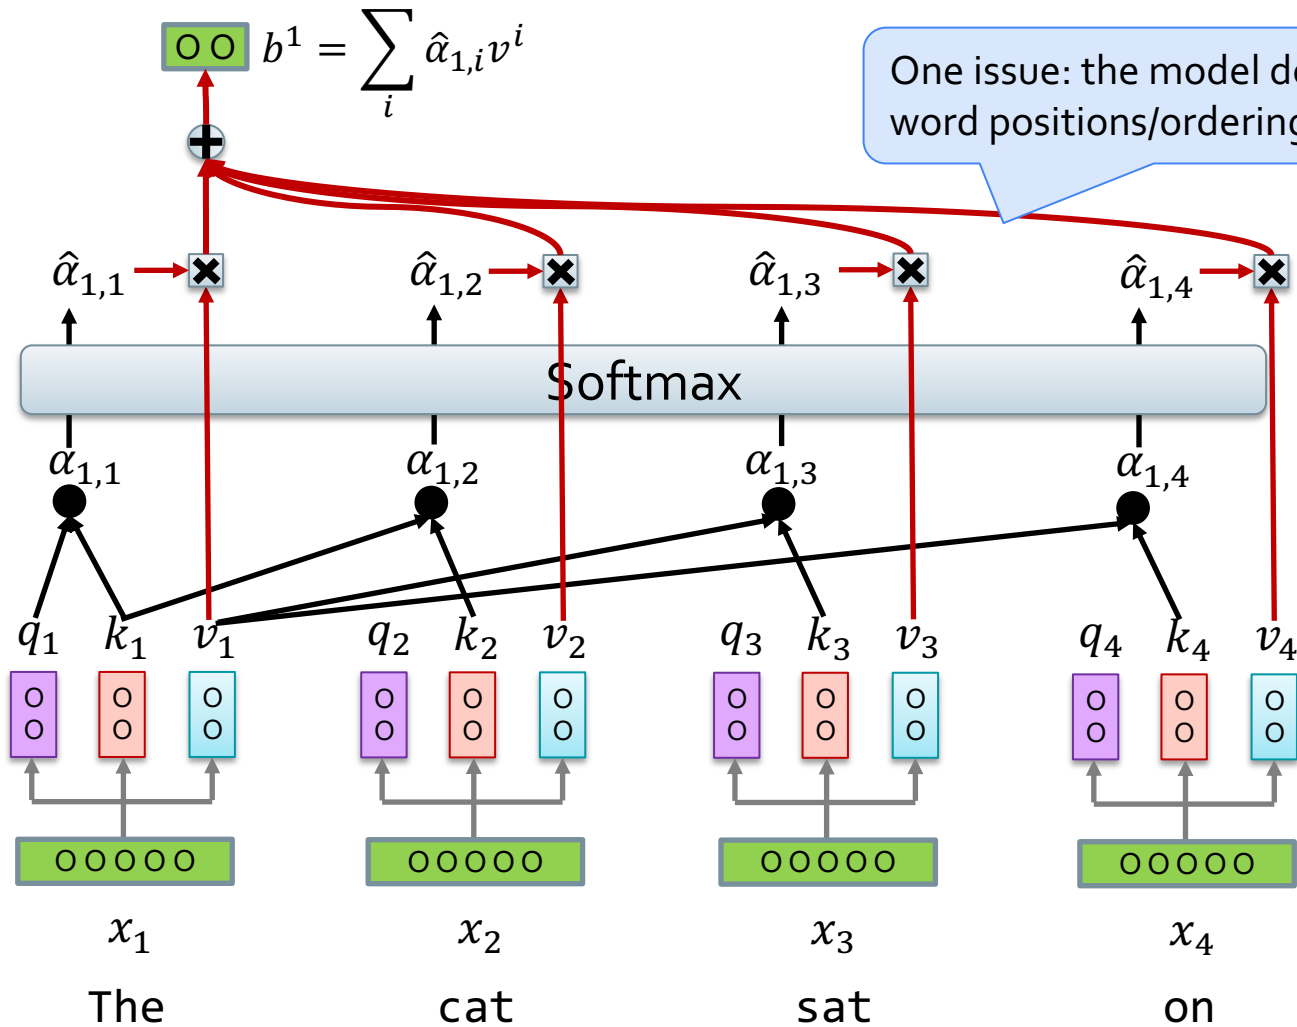 O O b¹ = ∑ᵢ α̂₁,ᵢ vⁱ
One issue: the model
word positions/ordering
α̂₁,₁ α̂₁,₂ α̂₁,₃ α̂₁,₄
Softmax
α₁,₁ α₁,₂ α₁,₃ α₁,₄
q₁ k₁ v₁ q₂ k₂ v₂ q₃ k₃ v₃ q₄ k₄ v₄
O O O O O O O O O O O O
O O O O O O O O O O O O
O O O O O O O O O O O O O O O O O O O O
x₁ x₂ x₃ x₄
The cat sat on